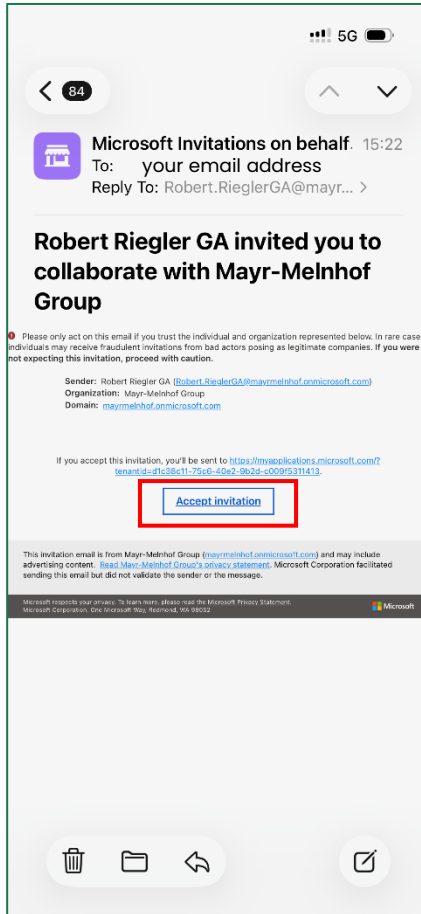 5G
84
Microsoft Invitations on behalf. 15:22
To: your email address
Reply To: Robert.RieglerGA@mayr... >
Robert Riegler GA invited you to
collaborate with Mayr-Melnhof
Group
Please only act on this email if you trust the individual and organization represented below. In rare case
individuals may receive fraudulent invitations from bad actors posing as legitimate companies. If you were
not expecting this invitation, proceed with caution.
Sender: Robert Riegler GA (Robert.RieglerGA@mayrmelnhof.onmicrosoft.com)
Organization: Mayr-Melnhof Group
Domain: mayrmelnhof.onmicrosoft.com
If you accept this invitation, you'll be sent to https://myapplications.microsoft.com/?
tenantid=d1c38c11-75c6-40e2-9b2d-c009f5311413.
Accept invitation
This invitation email is from Mayr-Melnhof Group (mayrmelnhof.onmicrosoft.com) and may include
advertising content. Read Mayr-Melnhof Group's privacy statement. Microsoft Corporation facilitated
sending this email but did not validate the sender or the message.
Microsoft respects your privacy. To learn more, please read the Microsoft Privacy Statement.
Microsoft Corporation, One Microsoft Way, Redmond, WA 98052
Microsoft